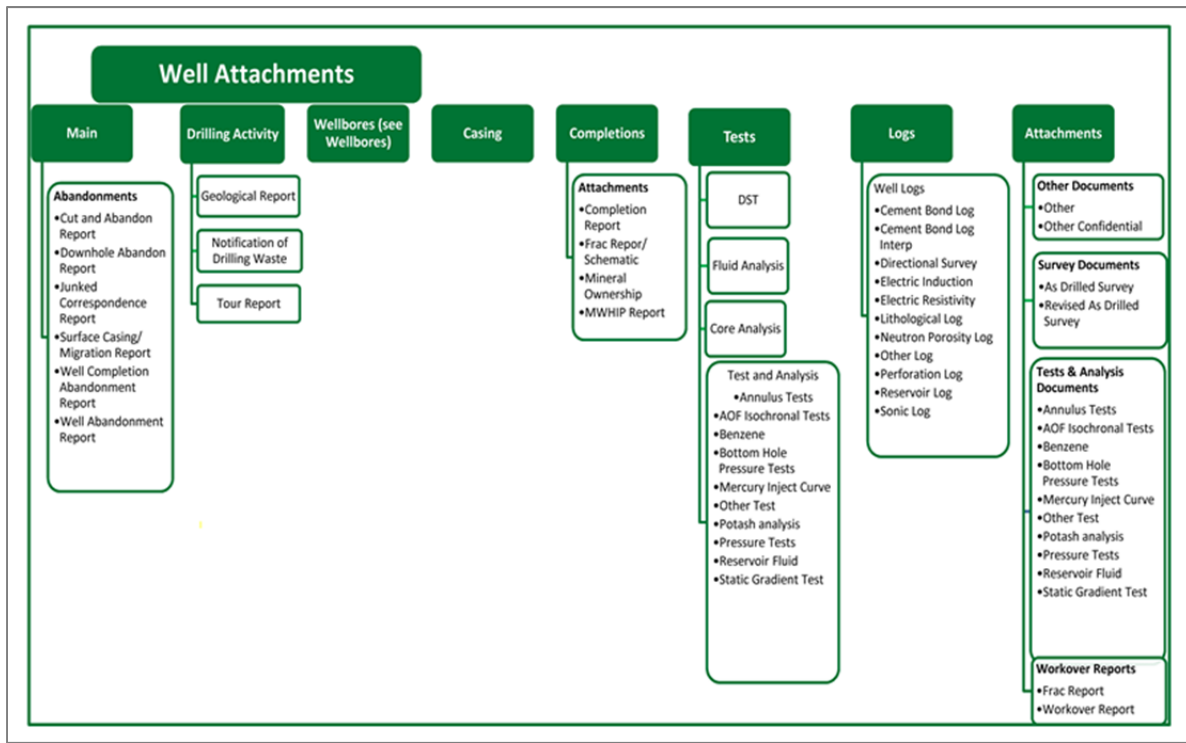 Well Attachments
Main
Abandonments
•Cut and Abandon
Report
•Downhole Abandon
Report
•Junked
Correspondence
Report
•Surface Casing/
Migration Report
•Well Completion
Abandonment
Report
•Well Abandonment
Report
Drilling Activity
Geological Report
Notification of
Drilling Waste
Tour Report
Wellbores (see
Wellbores)
Casing
Completions
Attachments
•Completion
Report
•Frac Repor/
Schematic
•Mineral
Ownership
•MWHIP Report
Tests
DST
Fluid Analysis
Core Analysis
Test and Analysis
•Annulus Tests
•AOF Isochronal Tests
•Benzene
•Bottom Hole
Pressure Tests
•Mercury Inject Curve
•Other Test
•Potash analysis
•Pressure Tests
•Reservoir Fluid
•Static Gradient Test
Logs
Well Logs
•Cement Bond Log
•Cement Bond Log
Interp
•Directional Survey
•Electric Induction
•Electric Resistivity
•Lithological Log
•Neutron Porosity Log
•Other Log
•Perforation Log
•Reservoir Log
•Sonic Log
Attachments
Other Documents
•Other
•Other Confidential
Survey Documents
•As Drilled Survey
•Revised As Drilled
Survey
Tests & Analysis
Documents
•Annulus Tests
•AOF Isochronal Tests
•Benzene
•Bottom Hole
Pressure Tests
•Mercury Inject Curve
•Other Test
•Potash analysis
•Pressure Tests
•Reservoir Fluid
•Static Gradient Test
Workover Reports
•Frac Report
•Workover Report